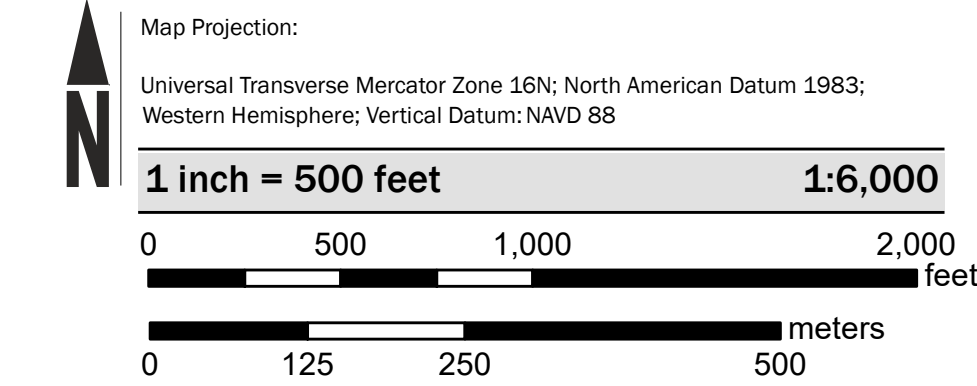 N
Map Projection:
Universal Transverse Mercator Zone 16N; North American Datum 1983;
Western Hemisphere; Vertical Datum: NAVD 88
1 inch = 500 feet 1:6,000
0 500 1,000 2,000
feet
meters
0 125 250 500